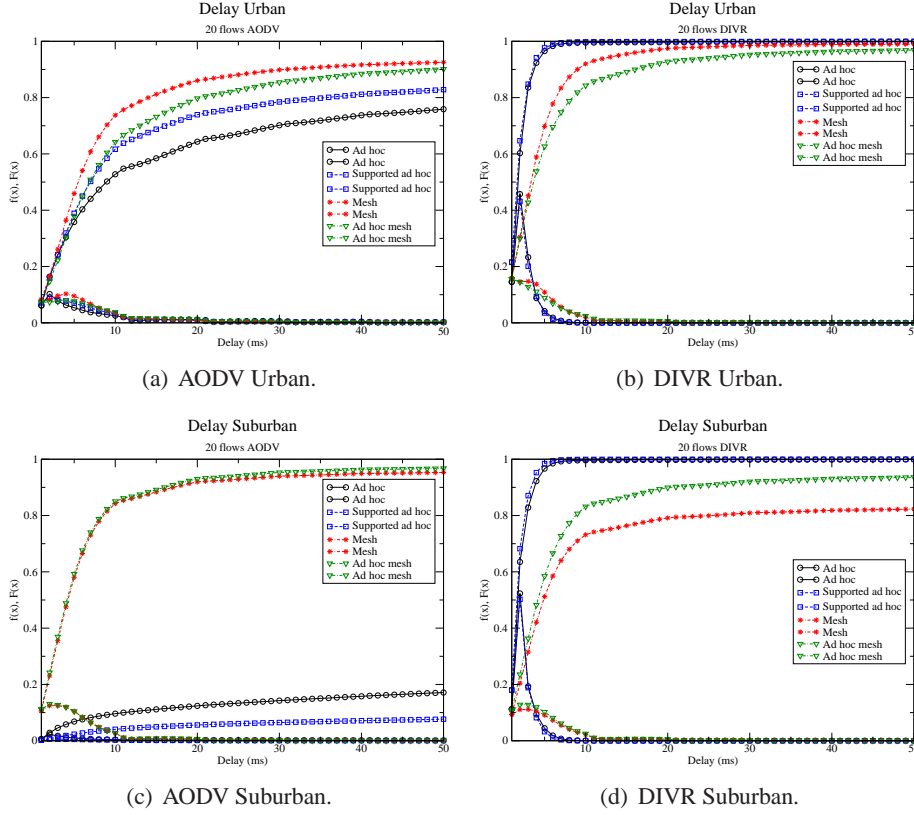 Delay Urban
20 flows AODV
1
0.8
0.6
0.4
0.2
0
f(x), F(x)
10
20
30
40
50
Delay (ms)
Ad hoc
Ad hoc
Supported ad hoc
Supported ad hoc
Mesh
Mesh
Ad hoc mesh
Ad hoc mesh
(a) AODV Urban.
Delay Urban
20 flows DIVR
1
0.8
0.6
0.4
0.2
0
f(x), F(x)
10
20
30
40
50
Delay (ms)
Ad hoc
Ad hoc
Supported ad hoc
Supported ad hoc
Mesh
Mesh
Ad hoc mesh
Ad hoc mesh
(b) DIVR Urban.
Delay Suburban
20 flows AODV
1
0.8
0.6
0.4
0.2
0
f(x), F(x)
10
20
30
40
50
Delay (ms)
Ad hoc
Ad hoc
Supported ad hoc
Supported ad hoc
Mesh
Mesh
Ad hoc mesh
Ad hoc mesh
(c) AODV Suburban.
Delay Suburban
20 flows DIVR
1
0.8
0.6
0.4
0.2
0
f(x), F(x)
10
20
30
40
50
Delay (ms)
Ad hoc
Ad hoc
Supported ad hoc
Supported ad hoc
Mesh
Mesh
Ad hoc mesh
Ad hoc mesh
(d) DIVR Suburban.